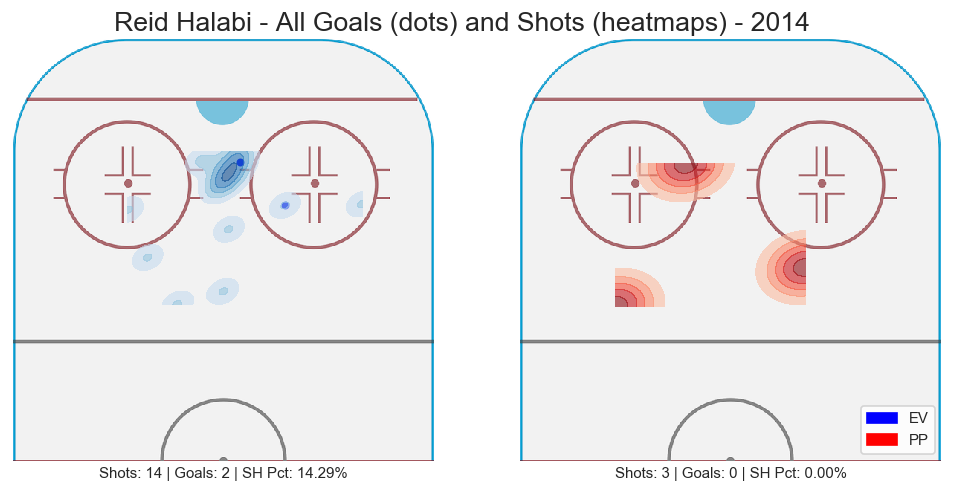 Reid Halabi - All Goals (dots) and Shots (heatmaps) - 2014
EV
PP
Shots: 14 | Goals: 2 | SH Pct: 14.29%
Shots: 3 | Goals: 0 | SH Pct: 0.00%